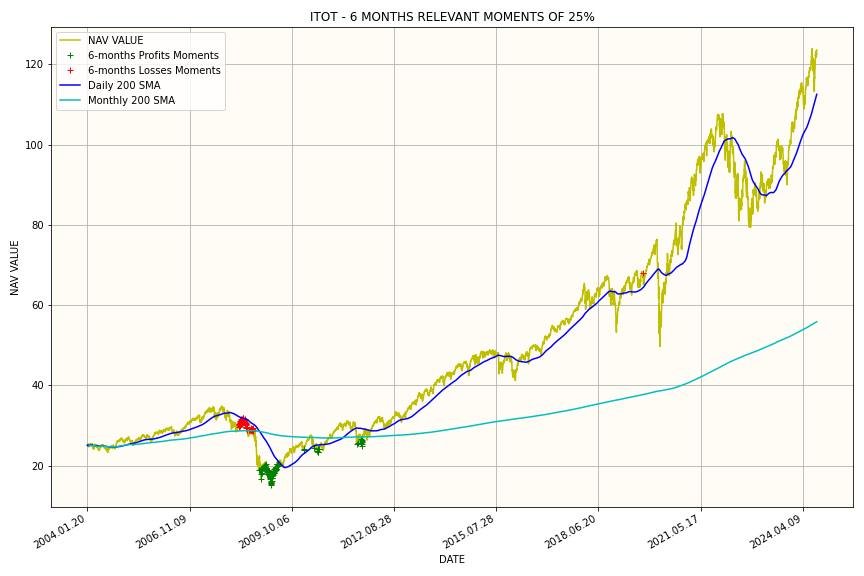 ITOT - 6 MONTHS RELEVANT MOMENTS OF 25%
NAV VALUE
6-months Profits Moments
6-months Losses Moments
Daily 200 SMA
Monthly 200 SMA
120
100
80
60
40
20
NAV VALUE
2004.01.20
2006.11.09
2009.10.06
2012.08.28
2015.07.28
2018.06.20
2021.05.17
2024.04.09
DATE